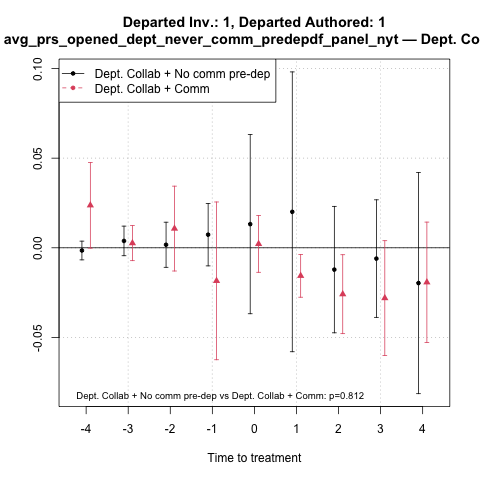 Departed Inv.: 1, Departed Authored: 1
avg_prs_opened_dept_never_comm_predepdf_panel_nyt — Dept. Co
0.10
0.05
0.00
-0.05
Dept. Collab + No comm pre-dep
Dept. Collab + Comm
Dept. Collab + No comm pre-dep vs Dept. Collab + Comm: p=0.812
-4 -3 -2 -1 0 1 2 3 4
Time to treatment